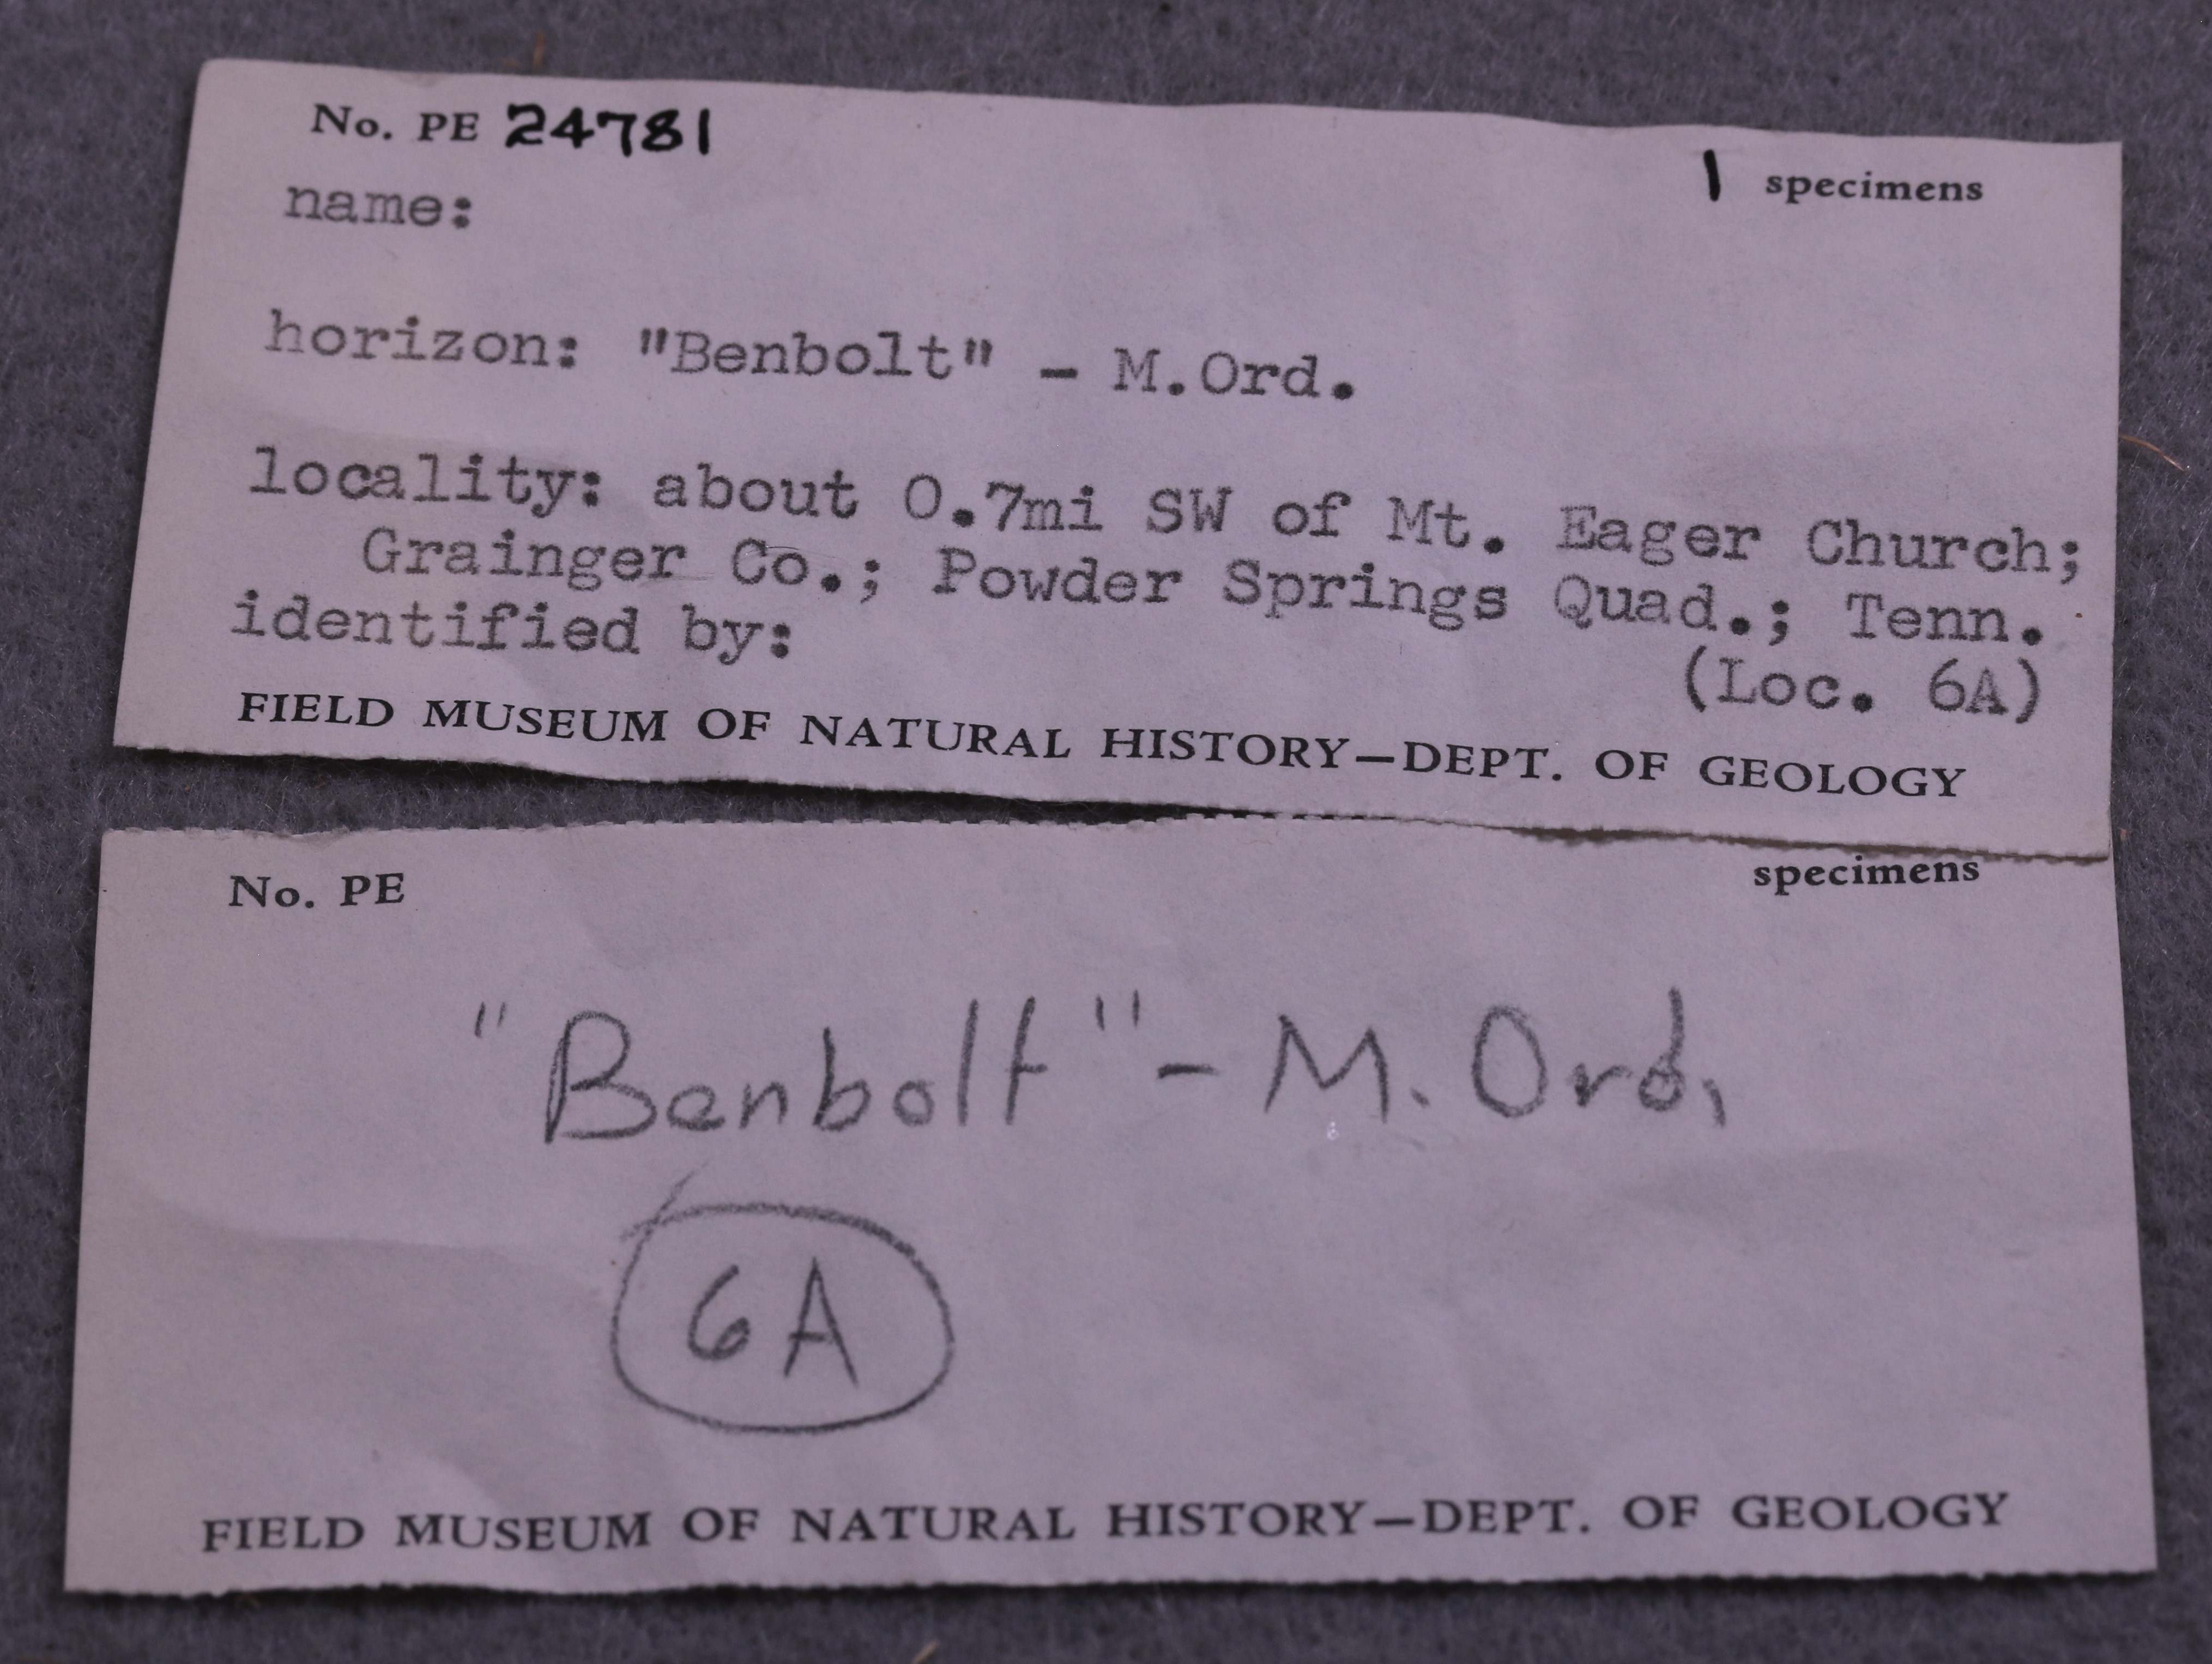 No. PE 24781
1 specimens
name:
horizon: "Benbolt" - M.Ord.
locality: about 0.7mi SW of Mt. Eager Church;
Grainger Co.; Powder Springs Quad.; Tenn.
identified by:
(Loc. 6A)
FIELD MUSEUM OF NATURAL HISTORY—DEPT. OF GEOLOGY
No. PE
specimens
"Benbolt" - M. Ord.
6A
FIELD MUSEUM OF NATURAL HISTORY—DEPT. OF GEOLOGY